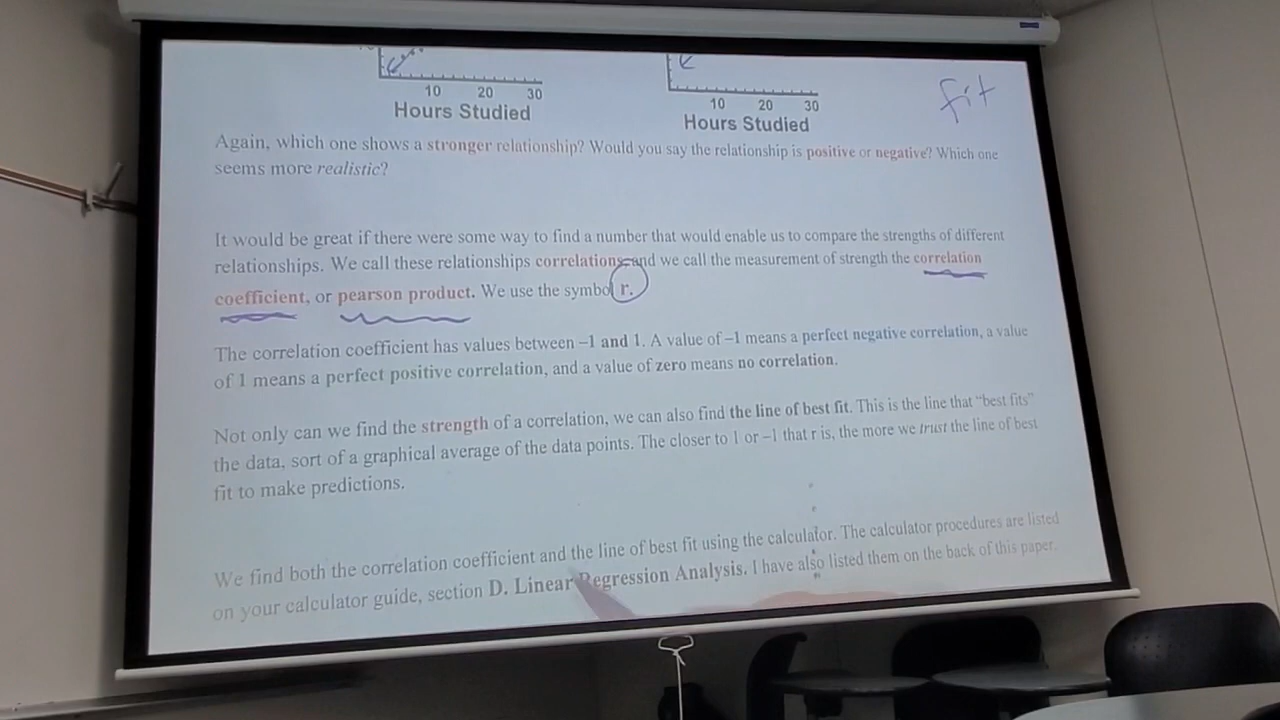 10 20 30
10 20 30
Hours Studied
Hours Studied
fit
Again, which one shows a stronger relationship? Would you say the relationship is positive or negative? Which one
seems more realistic?
It would be great if there were some way to find a number that would enable us to compare the strengths of different
relationships. We call these relationships correlations, and we call the measurement of strength the correlation
coefficient, or pearson product. We use the symbol r.
The correlation coefficient has values between –1 and 1. A value of –1 means a perfect negative correlation, a value
of 1 means a perfect positive correlation, and a value of zero means no correlation.
Not only can we find the strength of a correlation, we can also find the line of best fit. This is the line that “best fits”
the data, sort of a graphical average of the data points. The closer to 1 or –1 that r is, the more we trust the line of best
fit to make predictions.
We find both the correlation coefficient and the line of best fit using the calculator. The calculator procedures are listed
on your calculator guide, section D. Linear Regression Analysis. I have also listed them on the back of this paper.